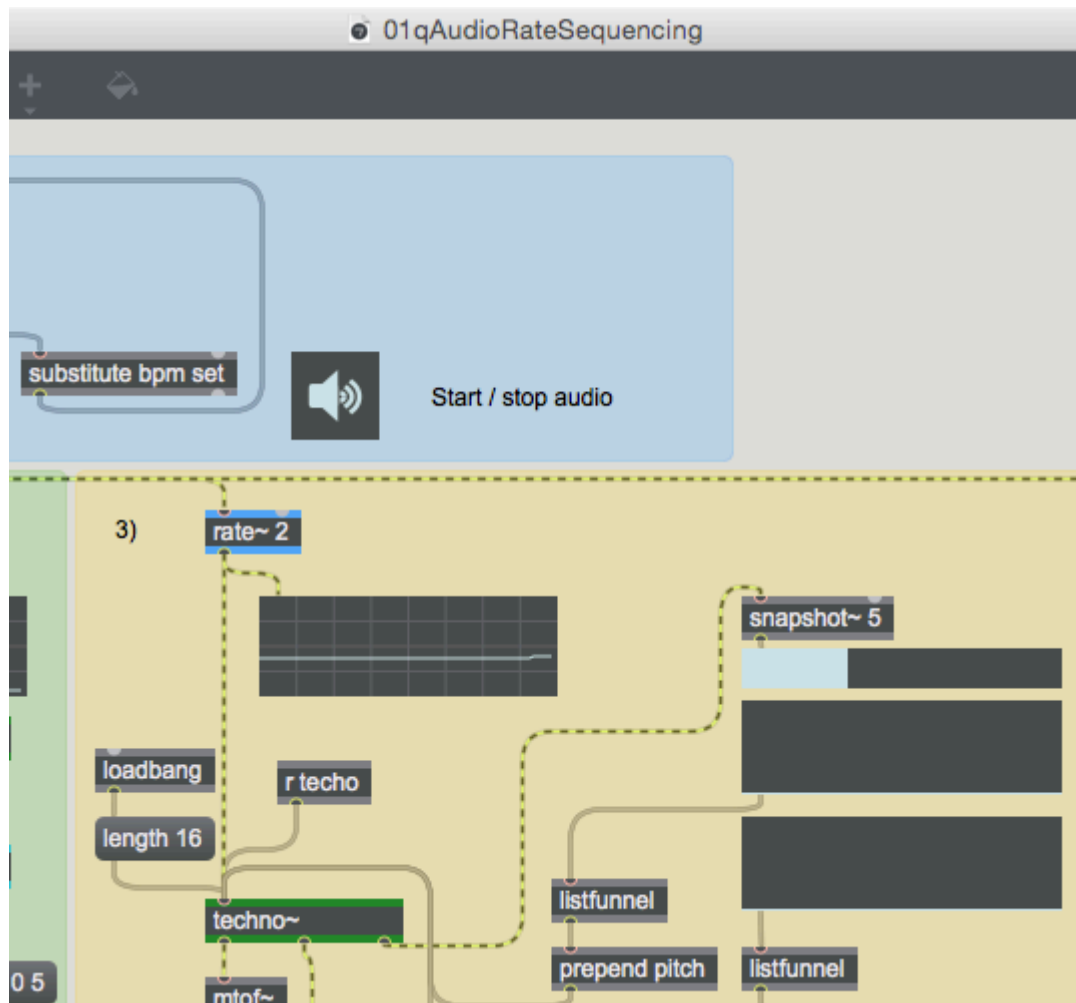 01qAudioRateSequencing
substitute bpm set
Start / stop audio
3)
rate~ 2
snapshot~ 5
loadbang
r techo
length 16
listfunnel
techno~
prepend pitch
listfunnel
0 5
mtof~